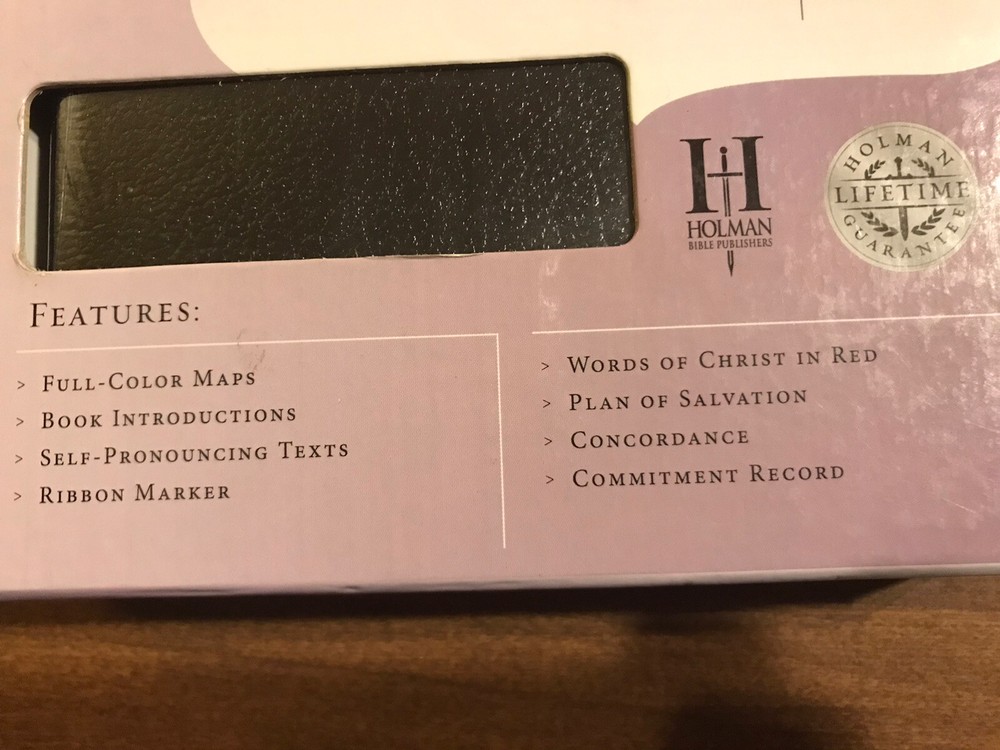 H
HOLMAN
BIBLE PUBLISHERS
HOLMAN
LIFETIME
GUARANTEE
FEATURES:
> FULL-COLOR MAPS
> BOOK INTRODUCTIONS
> SELF-PRONOUNCING TEXTS
> RIBBON MARKER
> WORDS OF CHRIST IN RED
> PLAN OF SALVATION
> CONCORDANCE
> COMMITMENT RECORD